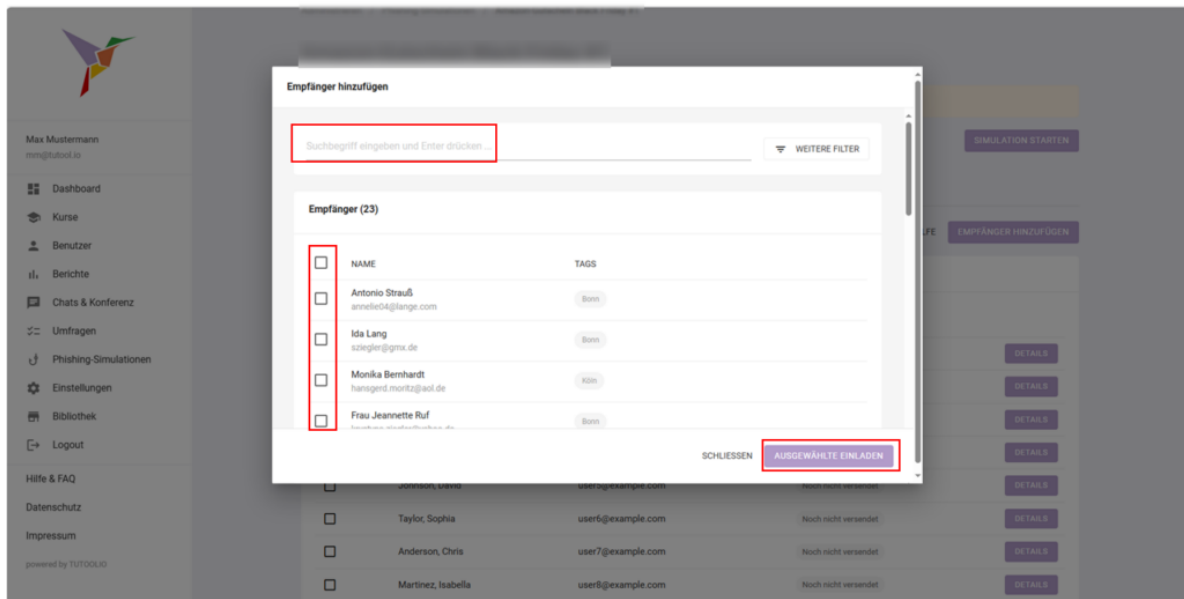 Empfänger hinzufügen
Max Mustermann
mm@tutool.io
Suchbegriff eingeben und Enter drücken ...
WEITERE FILTER
SIMULATION STARTEN
Dashboard
Kurse
Benutzer
Berichte
Chats & Konferenz
Umfragen
Phishing-Simulationen
Einstellungen
Bibliothek
Logout
Hilfe & FAQ
Datenschutz
Impressum
powered by TUTOOLIO
Empfänger (23)
LFE
EMPFÄNGER HINZUFÜGEN
NAME TAGS
Antonio Strauß
annelie04@lange.com
Bonn
Ida Lang
sziegler@gmx.de
Bonn
Monika Bernhardt
hansgerd.moritz@aol.de
Köln
Frau Jeannette Ruf
Bonn
SCHLIESSEN
AUSGEWÄHLTE EINLADEN
DETAILS
DETAILS
DETAILS
DETAILS
Johnson, David user5@example.com Noch nicht versendet DETAILS
Taylor, Sophia user6@example.com Noch nicht versendet DETAILS
Anderson, Chris user7@example.com Noch nicht versendet DETAILS
Martinez, Isabella user8@example.com Noch nicht versendet DETAILS